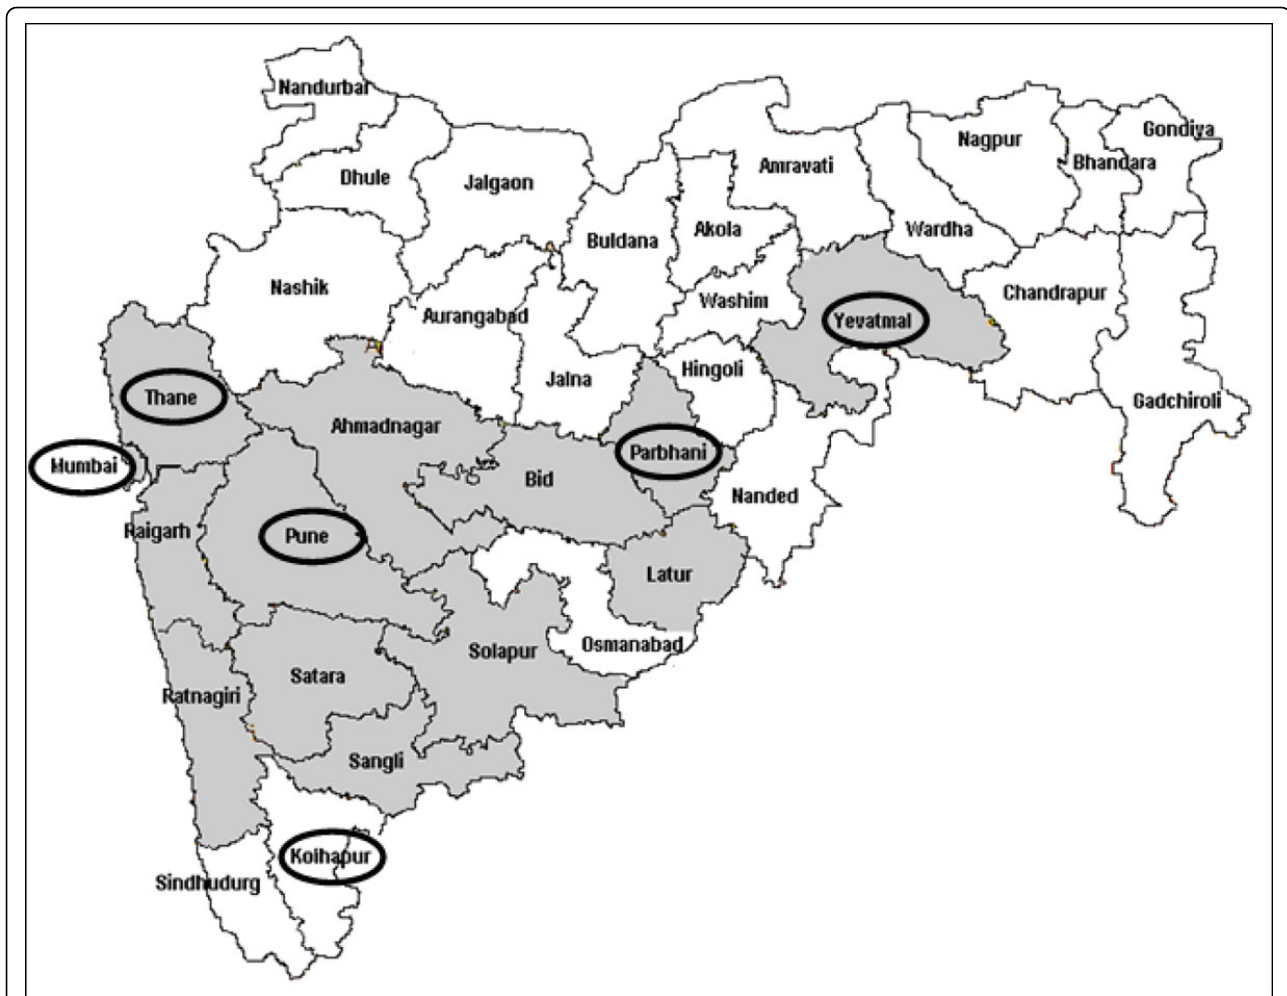 Nandurbar
Dhule
Jalgaon
Buldana
Akola
Amravati
Wardha
Nagpur
Bhandara
Gondiya
Nashik
Aurangabad
Jalna
Washim
Hingoli
Yevatmal
Chandrapur
Gadchiroli
Thane
Mumbai
Ahmadnagar
Bid
Parbhani
Nanded
Raigarh
Pune
Latur
Osmanabad
Solapur
Satara
Ratnagiri
Sangli
Kolhapur
Sindhudurg